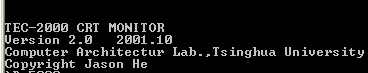 TEC-2000 CRT MONITOR
Version 2.0   2001.10
Computer Architectur Lab.,Tsinghua University
Copyright Jason He